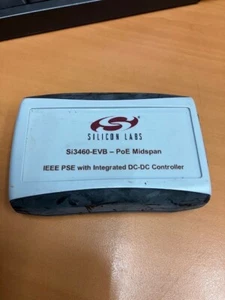 SILICON LABS
Si3460-EVB – PoE Midspan
IEEE PSE with Integrated DC-DC Controller